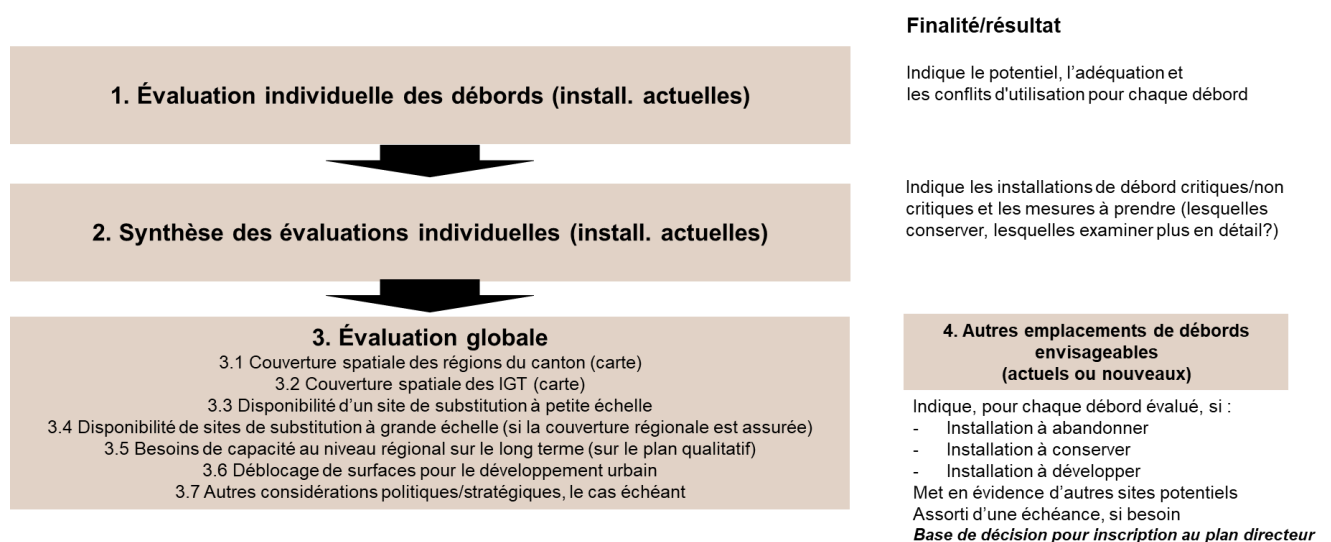 Finalité/résultat
1. Évaluation individuelle des débords (install. actuelles)
Indique le potentiel, l'adéquation et
les conflits d'utilisation pour chaque débord
2. Synthèse des évaluations individuelles (install. actuelles)
Indique les installations de débord critiques/non
critiques et les mesures à prendre (lesquelles
conserver, lesquelles examiner plus en détail?)
3. Évaluation globale
3.1 Couverture spatiale des régions du canton (carte)
3.2 Couverture spatiale des IGT (carte)
3.3 Disponibilité d'un site de substitution à petite échelle
3.4 Disponibilité de sites de substitution à grande échelle (si la couverture régionale est assurée)
3.5 Besoins de capacité au niveau régional sur le long terme (sur le plan qualitatif)
3.6 Déblocage de surfaces pour le développement urbain
3.7 Autres considérations politiques/stratégiques, le cas échéant
4. Autres emplacements de débords
envisageables
(actuels ou nouveaux)
Indique, pour chaque débord évalué, si :
- Installation à abandonner
- Installation à conserver
- Installation à développer
Met en évidence d'autres sites potentiels
Assorti d'une échéance, si besoin
Base de décision pour inscription au plan directeur